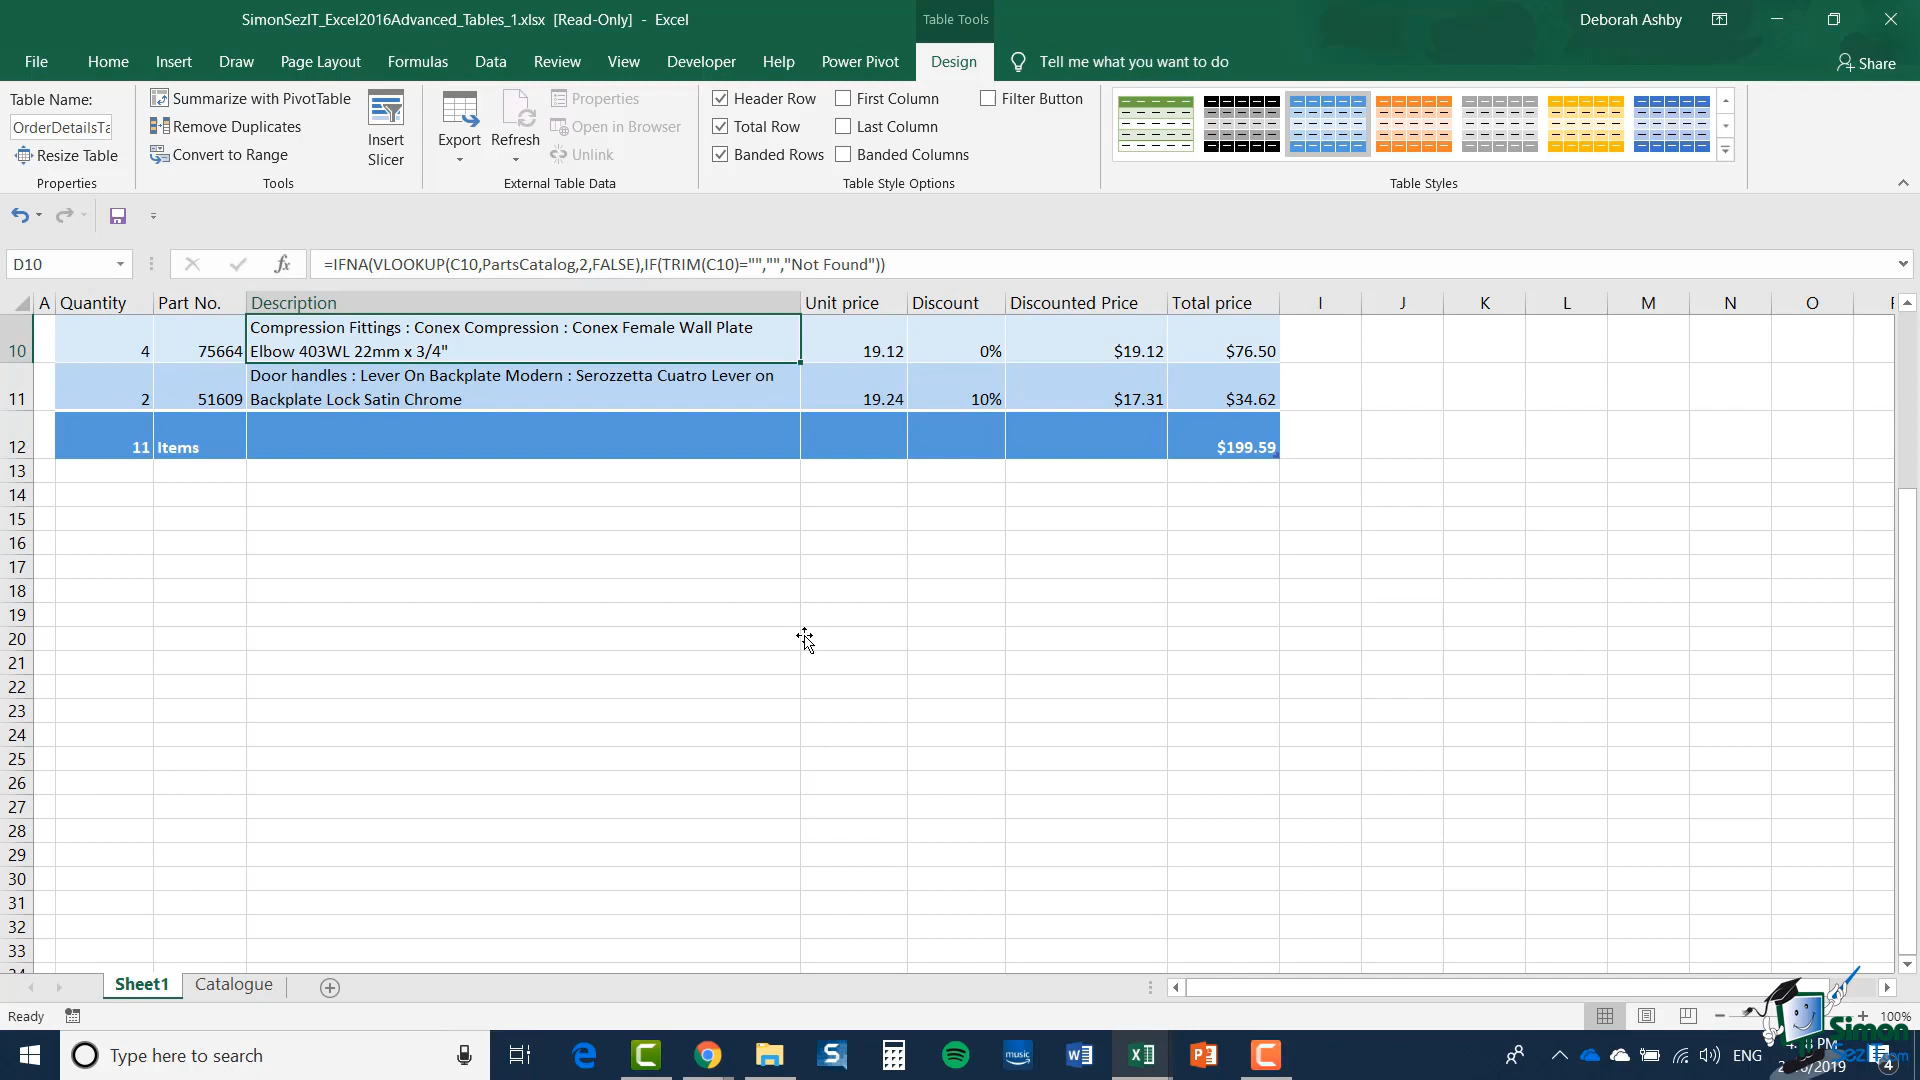 SimonSezIT_Excel2016Advanced_Tables_1.xlsx [Read-Only] - Excel
Table Tools
Deborah Ashby
File Home Insert Draw Page Layout Formulas Data Review View Developer Help Power Pivot Design Tell me what you want to do Share
Table Name:
OrderDetailsTa
Resize Table
Properties
Summarize with PivotTable
Remove Duplicates
Convert to Range
Tools
Insert
Slicer
Export
Refresh
Properties
Open in Browser
Unlink
External Table Data
Header Row
Total Row
Banded Rows
First Column
Last Column
Banded Columns
Filter Button
Table Style Options
Table Styles
D10
fx
=IFNA(VLOOKUP(C10,PartsCatalog,2,FALSE),IF(TRIM(C10)="","","Not Found"))
A Quantity Part No. Description Unit price Discount Discounted Price Total price I J K L M N O
10 4 75664 Compression Fittings : Conex Compression : Conex Female Wall Plate
Elbow 403WL 22mm x 3/4" 19.12 0% $19.12 $76.50
11 2 51609 Door handles : Lever On Backplate Modern : Serozzetta Cuatro Lever on
Backplate Lock Satin Chrome 19.24 10% $17.31 $34.62
12 11 Items $199.59
13
14
15
16
17
18
19
20
21
22
23
24
25
26
27
28
29
30
31
32
33
Sheet1 Catalogue
Ready
100%
Simon
SezIT.com
Type here to search
music
ENG
PM
/2019
4